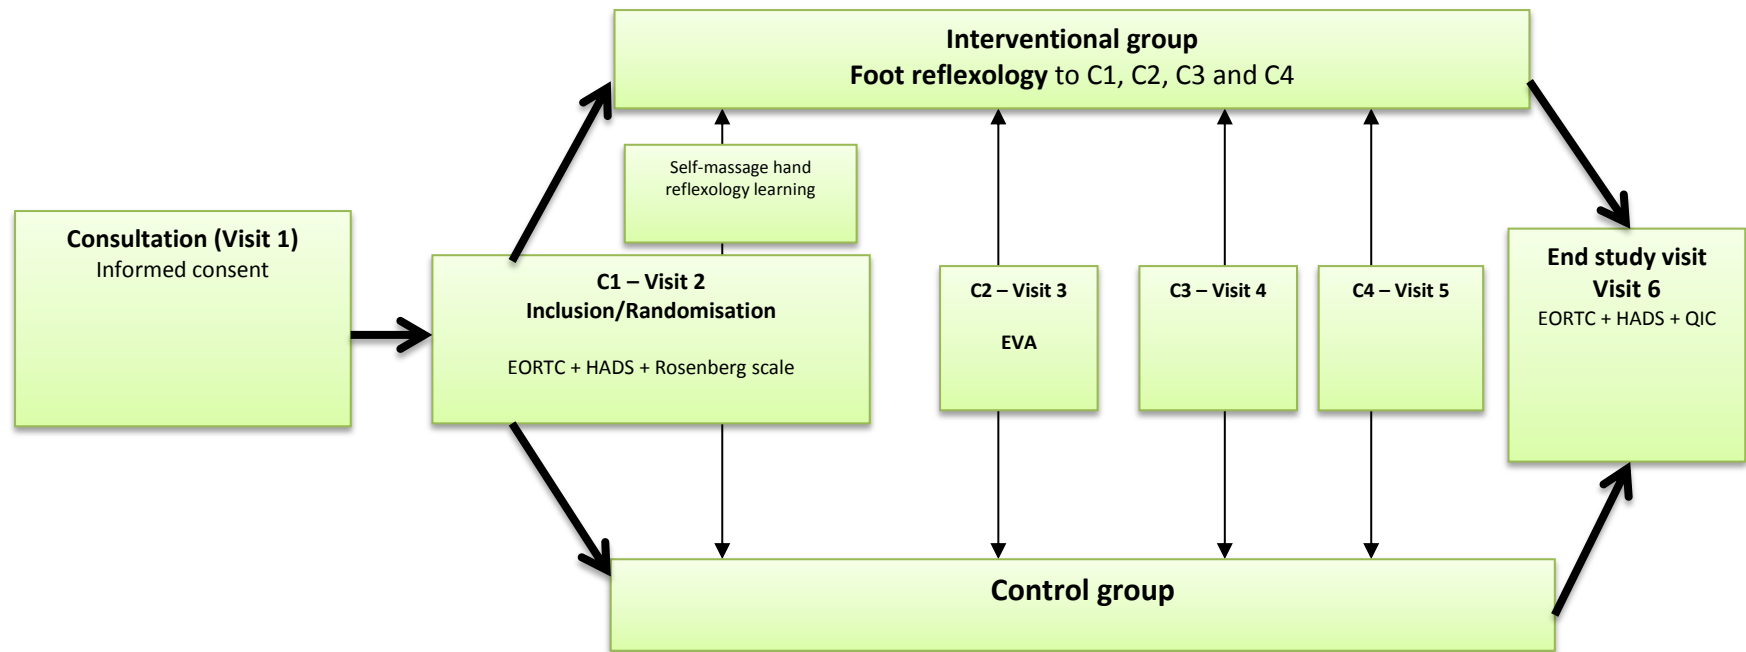 Interventional group
Foot reflexology to C1, C2, C3 and C4
Self-massage hand
reflexology learning
Consultation (Visit 1)
Informed consent
C1 – Visit 2
Inclusion/Randomisation
EORTC + HADS + Rosenberg scale
C2 – Visit 3
EVA
C3 – Visit 4
C4 – Visit 5
End study visit
Visit 6
EORTC + HADS + QIC
Control group